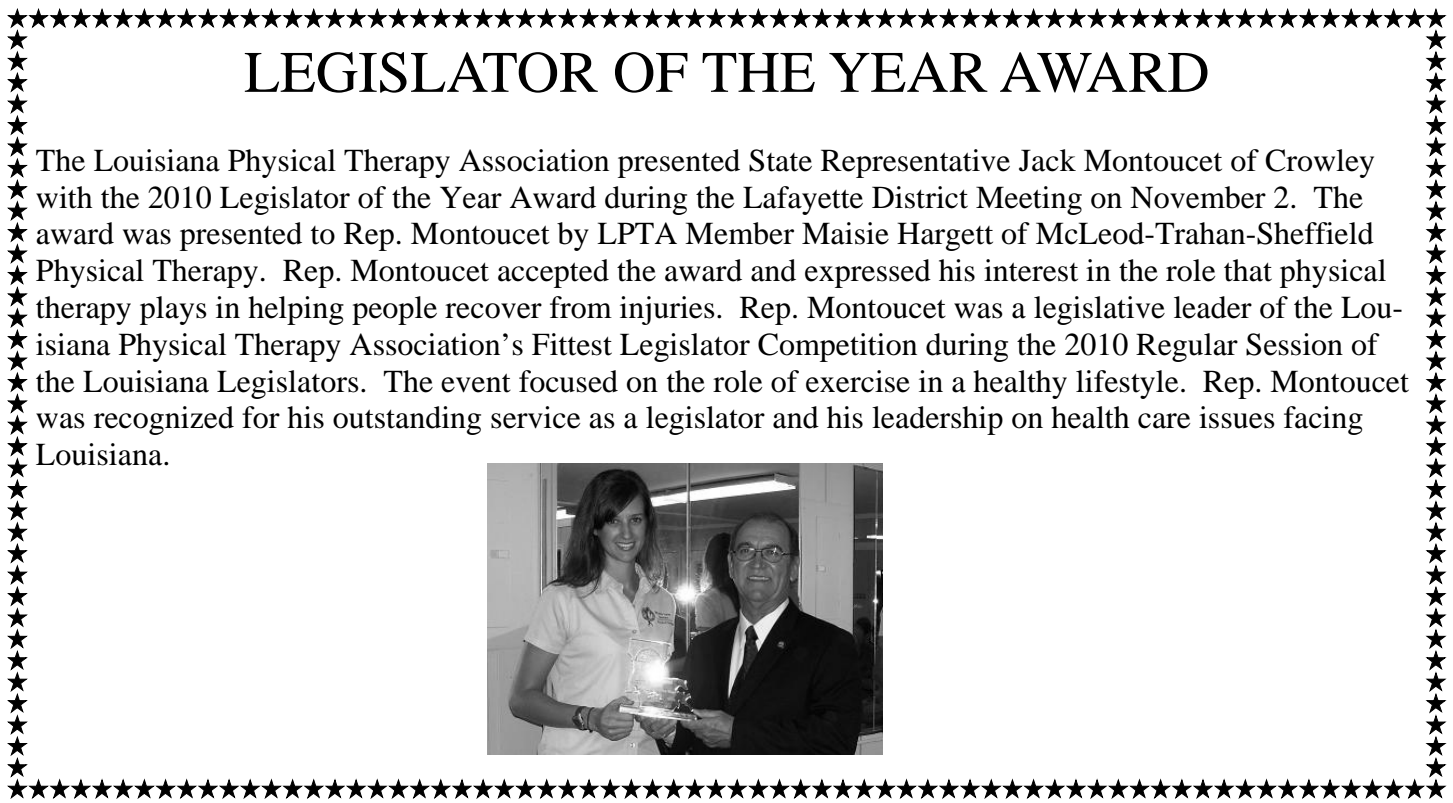 LEGISLATOR OF THE YEAR AWARD
The Louisiana Physical Therapy Association presented State Representative Jack Montoucet of Crowley
with the 2010 Legislator of the Year Award during the Lafayette District Meeting on November 2.  The
award was presented to Rep. Montoucet by LPTA Member Maisie Hargett of McLeod-Trahan-Sheffield
Physical Therapy.  Rep. Montoucet accepted the award and expressed his interest in the role that physical
therapy plays in helping people recover from injuries.  Rep. Montoucet was a legislative leader of the Lou-
isiana Physical Therapy Association’s Fittest Legislator Competition during the 2010 Regular Session of
the Louisiana Legislators.  The event focused on the role of exercise in a healthy lifestyle.  Rep. Montoucet
was recognized for his outstanding service as a legislator and his leadership on health care issues facing
Louisiana.